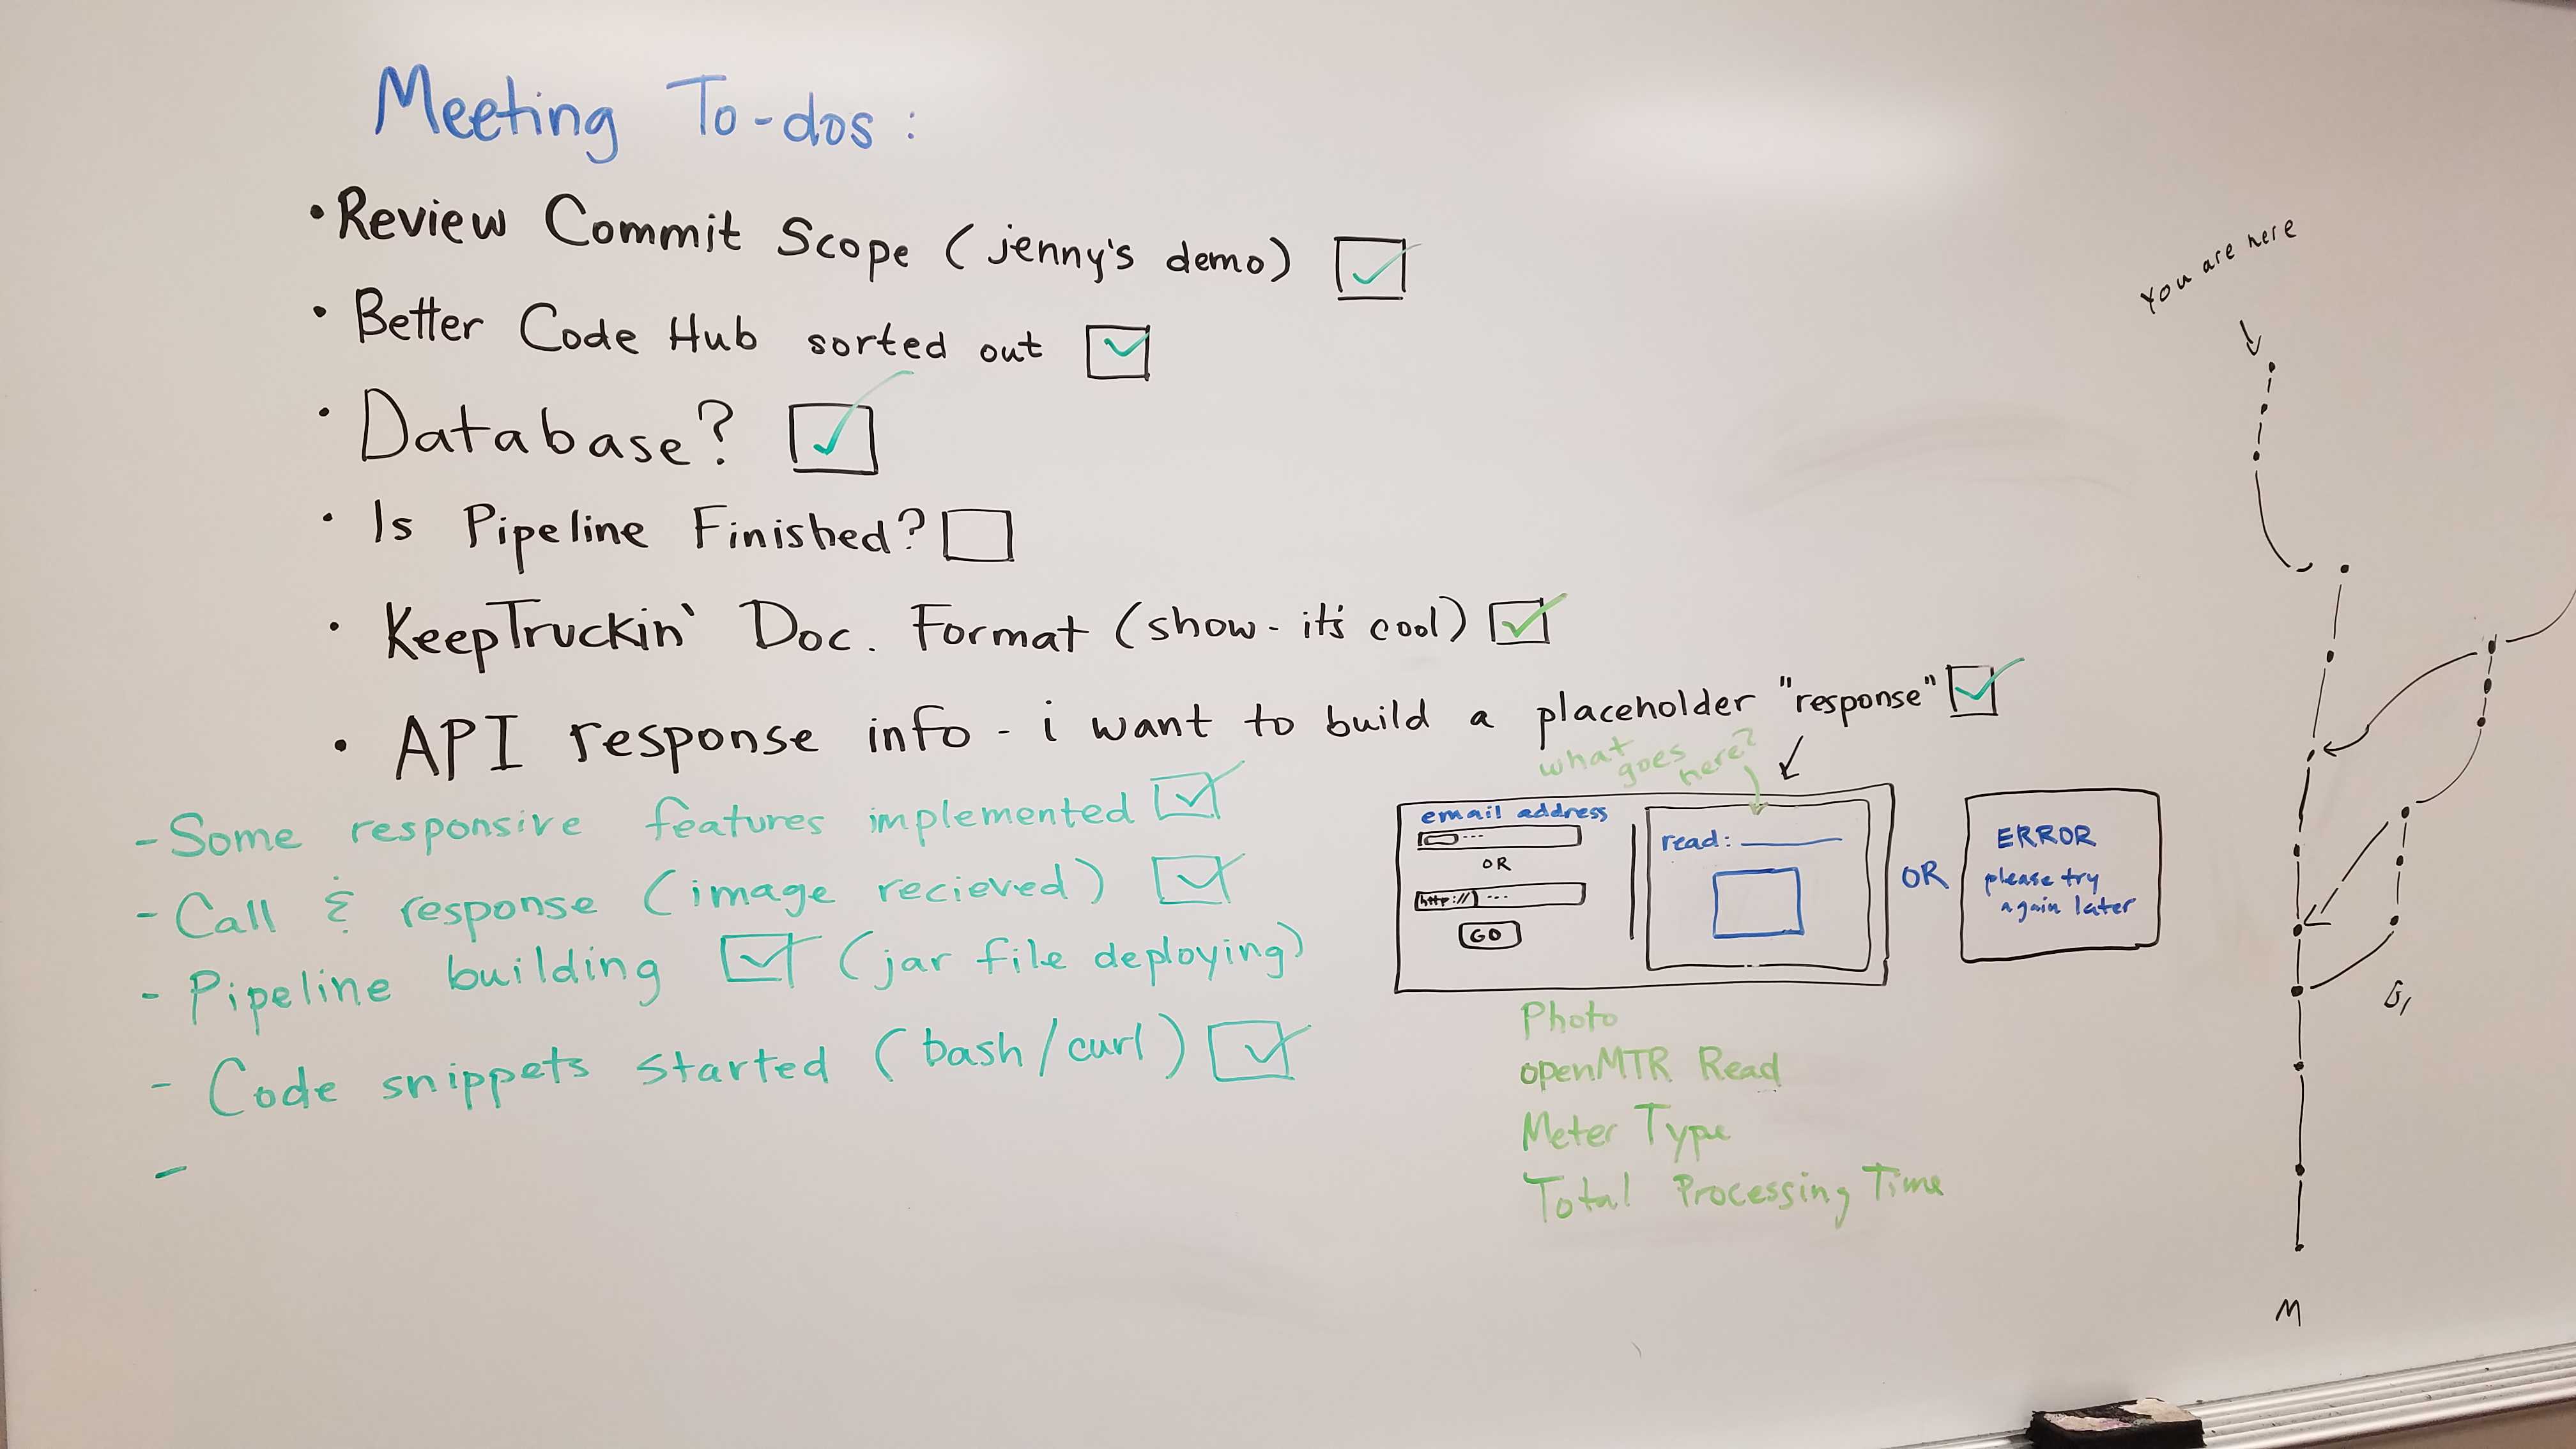 Meeting To-dos:
• Review Commit Scope (jenny's demo)
• Better Code Hub sorted out
• Database?
• Is Pipeline Finished?
• KeepTruckin' Doc. Format (show - it's cool)
• API response info - i want to build a placeholder "response"
- Some responsive features implemented
- Call & response (image recieved)
- Pipeline building (jar file deploying)
- Code snippets started (bash/curl)
-
what goes here?
email address
OR
http:// ...
GO
read:
OR
ERROR
please try
again later
Photo
openMTR Read
Meter Type
Total Processing Time
You are here
M